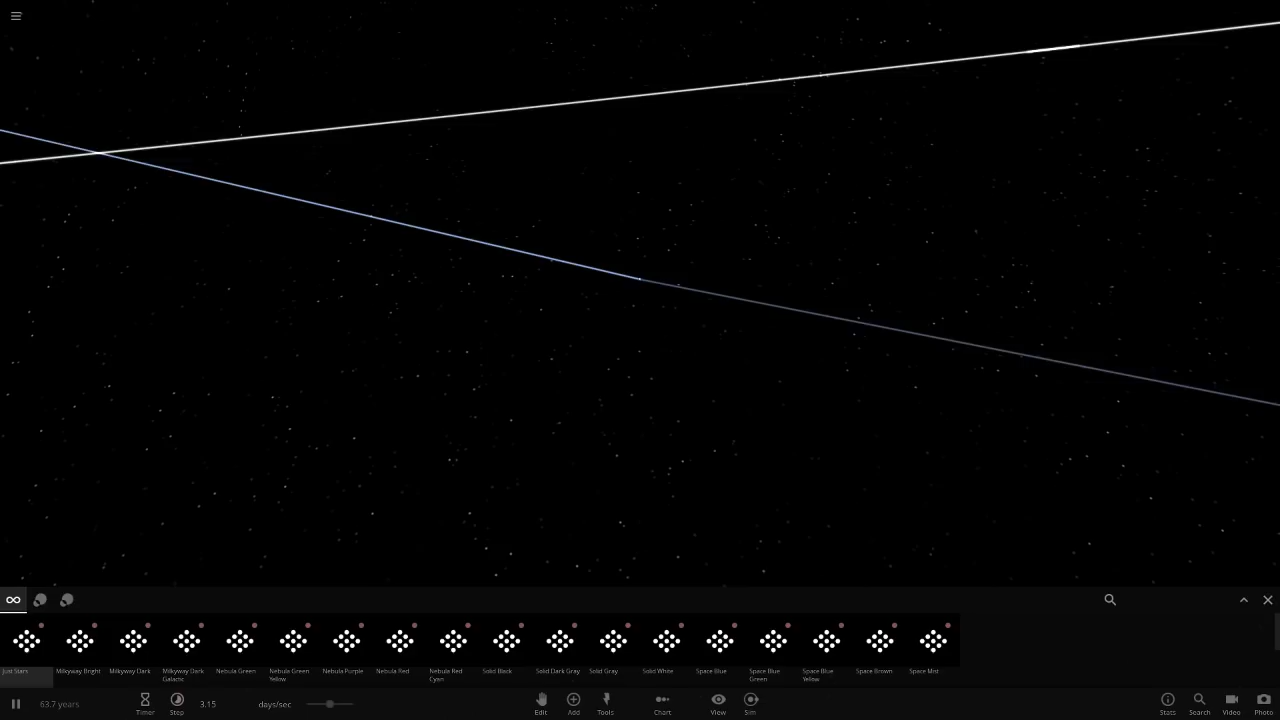 Just Stars
Milkyway Bright
Milkyway Dark
Milkyway Dark
Galactic
Nebula Green
Nebula Green
Yellow
Nebula Purple
Nebula Red
Nebula Red
Cyan
Solid Black
Solid Dark Gray
Solid Gray
Solid White
Space Blue
Space Blue
Green
Space Blue
Yellow
Space Brown
Space Mist
63.7 years
Timer
Step
3.15
days/sec
Edit
Add
Tools
Chart
View
Sim
Stats
Search
Video
Photo